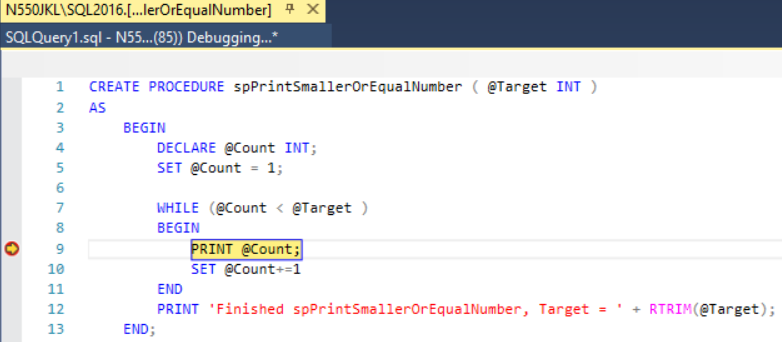 N550JKL\SQL2016.[...lerOrEqualNumber]
SQLQuery1.sql - N55...(85)) Debugging...*
1 CREATE PROCEDURE spPrintSmallerOrEqualNumber ( @Target INT )
2 AS
3 BEGIN
4 DECLARE @Count INT;
5 SET @Count = 1;
6
7 WHILE (@Count < @Target )
8 BEGIN
9 PRINT @Count;
10 SET @Count+=1
11 END
12 PRINT 'Finished spPrintSmallerOrEqualNumber, Target = ' + RTRIM(@Target);
13 END;